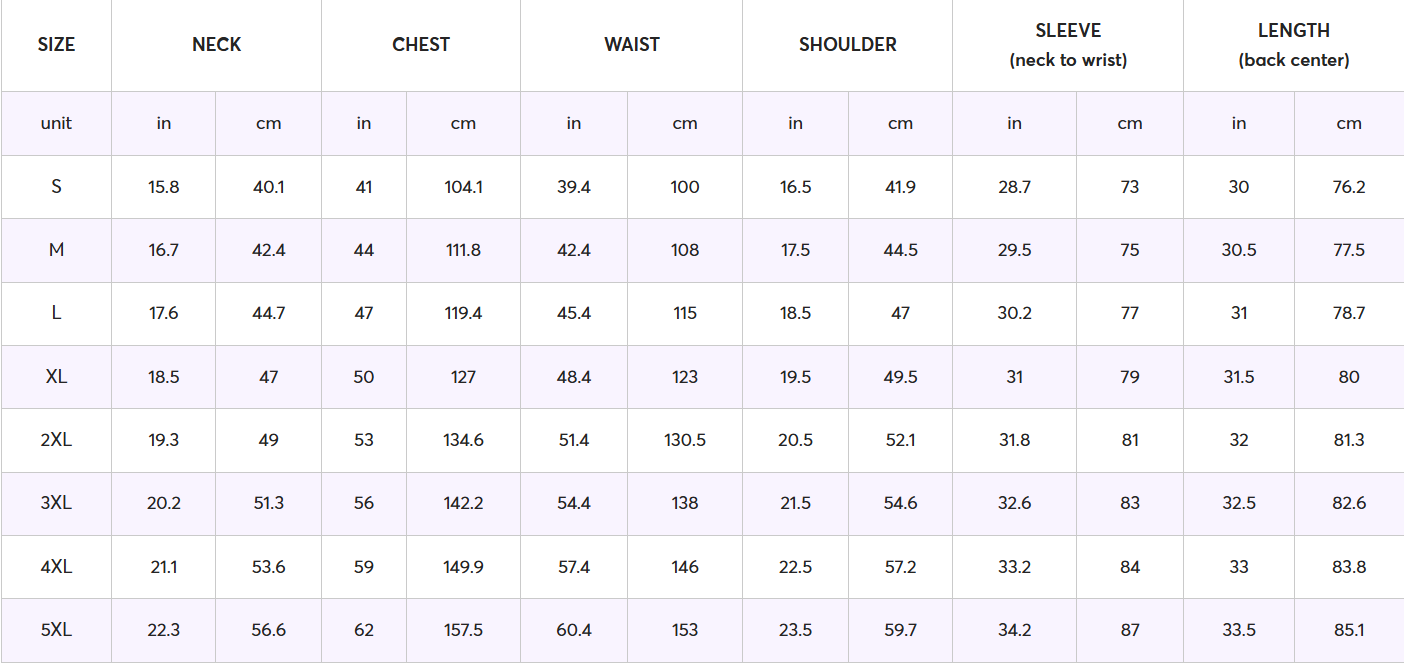 SIZE NECK CHEST WAIST SHOULDER SLEEVE (neck to wrist) LENGTH (back center)
unit in cm in cm in cm in cm in cm in cm
S 15.8 40.1 41 104.1 39.4 100 16.5 41.9 28.7 73 30 76.2
M 16.7 42.4 44 111.8 42.4 108 17.5 44.5 29.5 75 30.5 77.5
L 17.6 44.7 47 119.4 45.4 115 18.5 47 30.2 77 31 78.7
XL 18.5 47 50 127 48.4 123 19.5 49.5 31 79 31.5 80
2XL 19.3 49 53 134.6 51.4 130.5 20.5 52.1 31.8 81 32 81.3
3XL 20.2 51.3 56 142.2 54.4 138 21.5 54.6 32.6 83 32.5 82.6
4XL 21.1 53.6 59 149.9 57.4 146 22.5 57.2 33.2 84 33 83.8
5XL 22.3 56.6 62 157.5 60.4 153 23.5 59.7 34.2 87 33.5 85.1